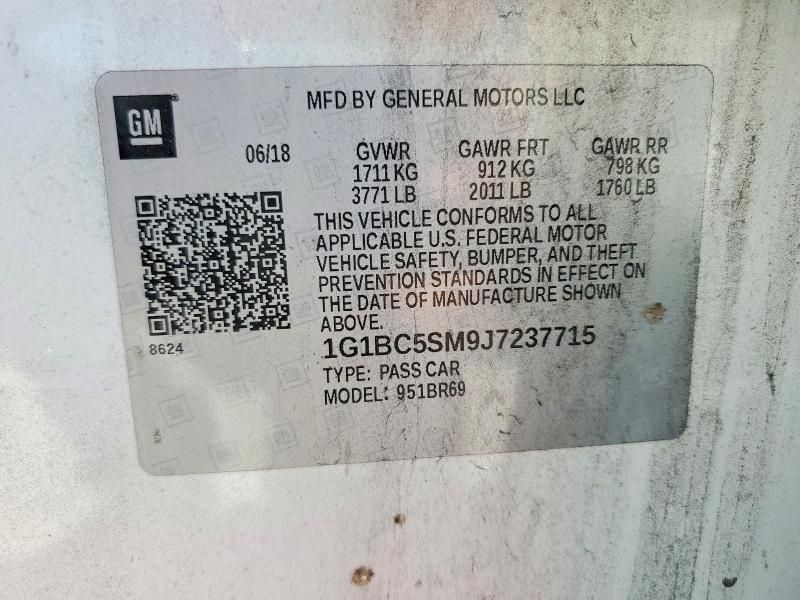 MFD BY GENERAL MOTORS LLC
GM
06/18
GVWR GAWR FRT GAWR RR
1711 KG 912 KG 798 KG
3771 LB 2011 LB 1760 LB
THIS VEHICLE CONFORMS TO ALL
APPLICABLE U.S. FEDERAL MOTOR
VEHICLE SAFETY, BUMPER, AND THEFT
PREVENTION STANDARDS IN EFFECT ON
THE DATE OF MANUFACTURE SHOWN
ABOVE.
8624
1G1BC5SM9J7237715
TYPE: PASS CAR
MODEL: 951BR69